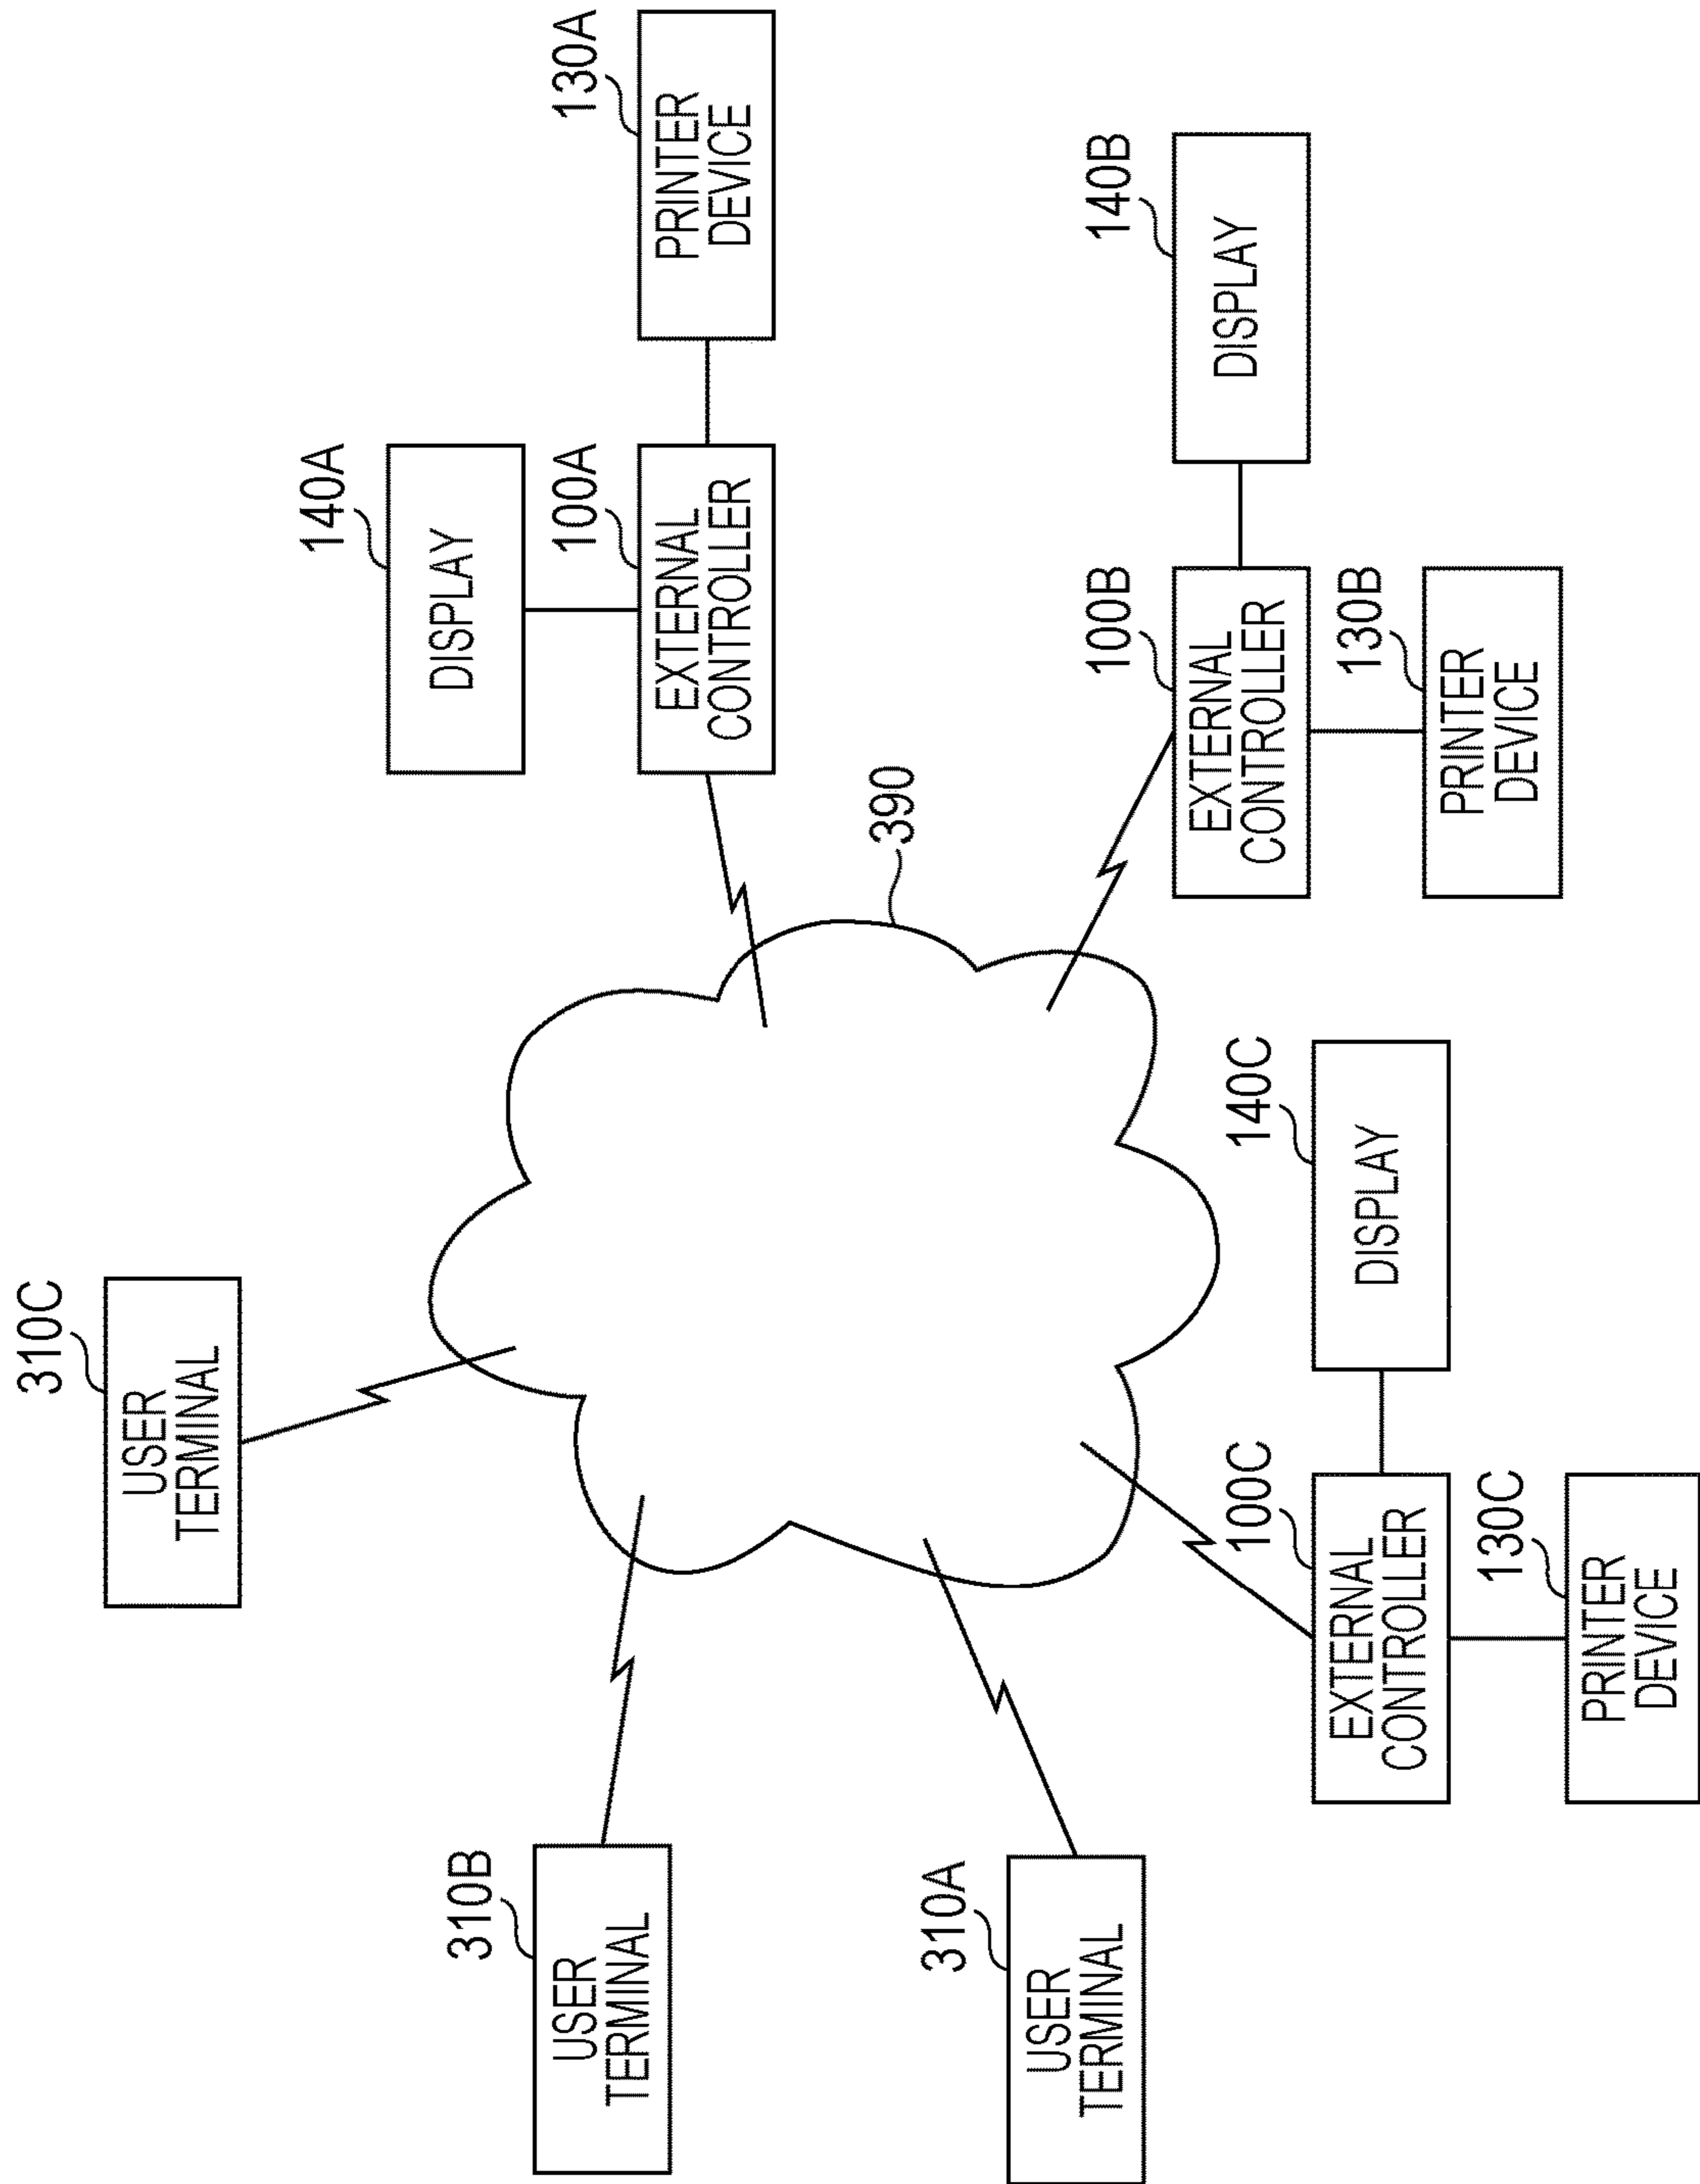 310C
USER
TERMINAL
140A
DISPLAY
130A
PRINTER
DEVICE
100A
EXTERNAL
CONTROLLER
310B
USER
TERMINAL
390
310A
USER
TERMINAL
140B
DISPLAY
100B
EXTERNAL
CONTROLLER
130B
PRINTER
DEVICE
140C
DISPLAY
100C
EXTERNAL
CONTROLLER
130C
PRINTER
DEVICE